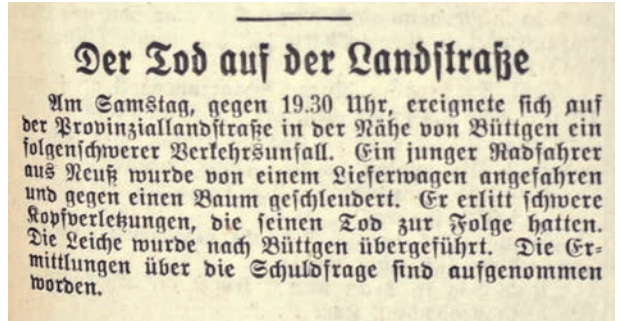 Der Tod auf der Landstraße
Am Samstag, gegen 19.30 Uhr, ereignete sich auf
der Provinziallandstraße in der Nähe von Büttgen ein
folgenschwerer Verkehrsunfall. Ein junger Radfahrer
aus Neuß wurde von einem Lieferwagen angefahren
und gegen einen Baum geschleudert. Er erlitt schwere
Kopfverletzungen, die seinen Tod zur Folge hatten.
Die Leiche wurde nach Büttgen übergeführt. Die Er-
mittlungen über die Schuldfrage sind aufgenommen
worden.